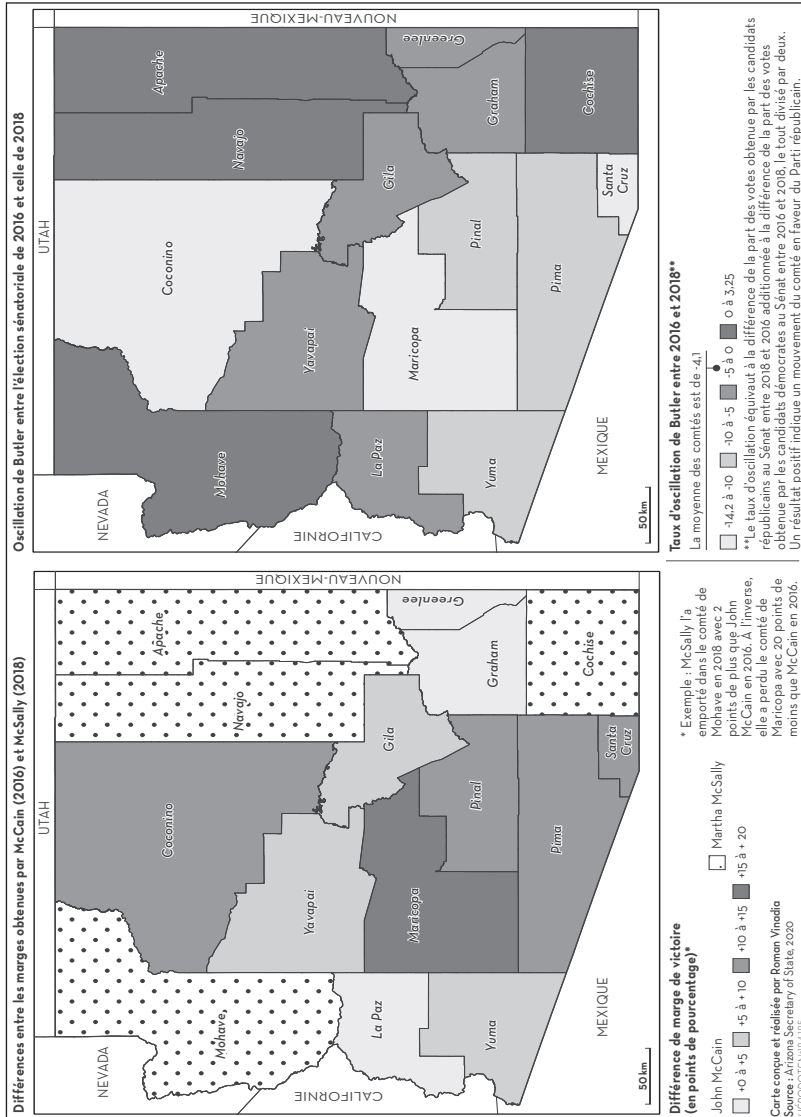 Différences entre les marges obtenues par McCain (2016) et McSally (2018)
UTAH
NEVADA
CALIFORNIE
NOUVEAU-MEXIQUE
MEXIQUE
Mohave
Coconino
Navajo
Apache
Yavapai
La Paz
Gila
Maricopa
Yuma
Pinal
Graham
Greenlee
Pima
Santa
Cruz
Cochise
50 km
Différence de marge de victoire
(en points de pourcentage)*
John McCain
+0 à +5
+5 à +10
+10 à +15
+15 à + 20
Martha McSally
* Exemple : McSally l'a
emporté dans le comté de
Mohave en 2018 avec 2
points de plus que John
McCain en 2016. À l'inverse,
elle a perdu le comté de
Maricopa avec 20 points de
moins que McCain en 2016.
Carte conçue et réalisée par Roman Vinadia
Source : Arizona Secretary of State, 2020
Oscillation de Butler entre l'élection sénatoriale de 2016 et celle de 2018
UTAH
NEVADA
CALIFORNIE
NOUVEAU-MEXIQUE
MEXIQUE
Mohave
Coconino
Navajo
Apache
Yavapai
La Paz
Gila
Maricopa
Yuma
Pinal
Graham
Greenlee
Pima
Santa
Cruz
Cochise
50 km
Taux d'oscillation de Butler entre 2016 et 2018**
La moyenne des comtés est de -4,1
-14,2 à -10
-10 à -5
-5 à 0
0 à 3,25
**Le taux d'oscillation équivaut à la différence de la part des votes obtenue par les candidats
républicains au Sénat entre 2018 et 2016 additionnée à la différence de la part des votes
obtenue par les candidats démocrates au Sénat entre 2016 et 2018, le tout divisé par deux.
Un résultat positif indique un mouvement du comté en faveur du Parti républicain.